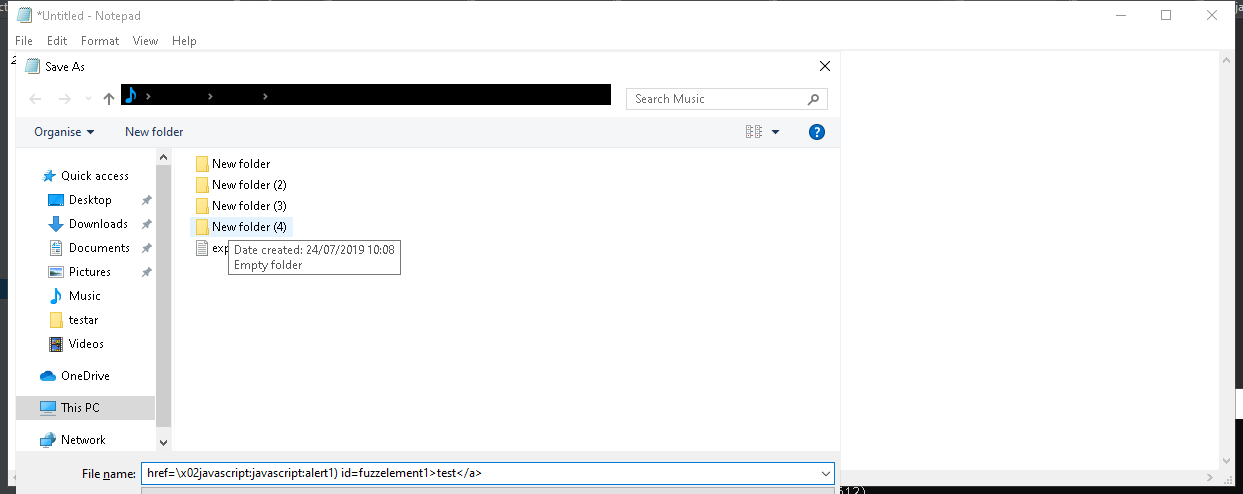 *Untitled - Notepad
File Edit Format View Help
Save As
Search Music
Organise New folder
Quick access
Desktop
Downloads
Documents
Pictures
Music
testar
Videos
OneDrive
This PC
Network
New folder
New folder (2)
New folder (3)
New folder (4)
exp
Date created: 24/07/2019 10:08
Empty folder
File name: href=\x02javascript:javascript:alert1) id=fuzzelement1>test</a>